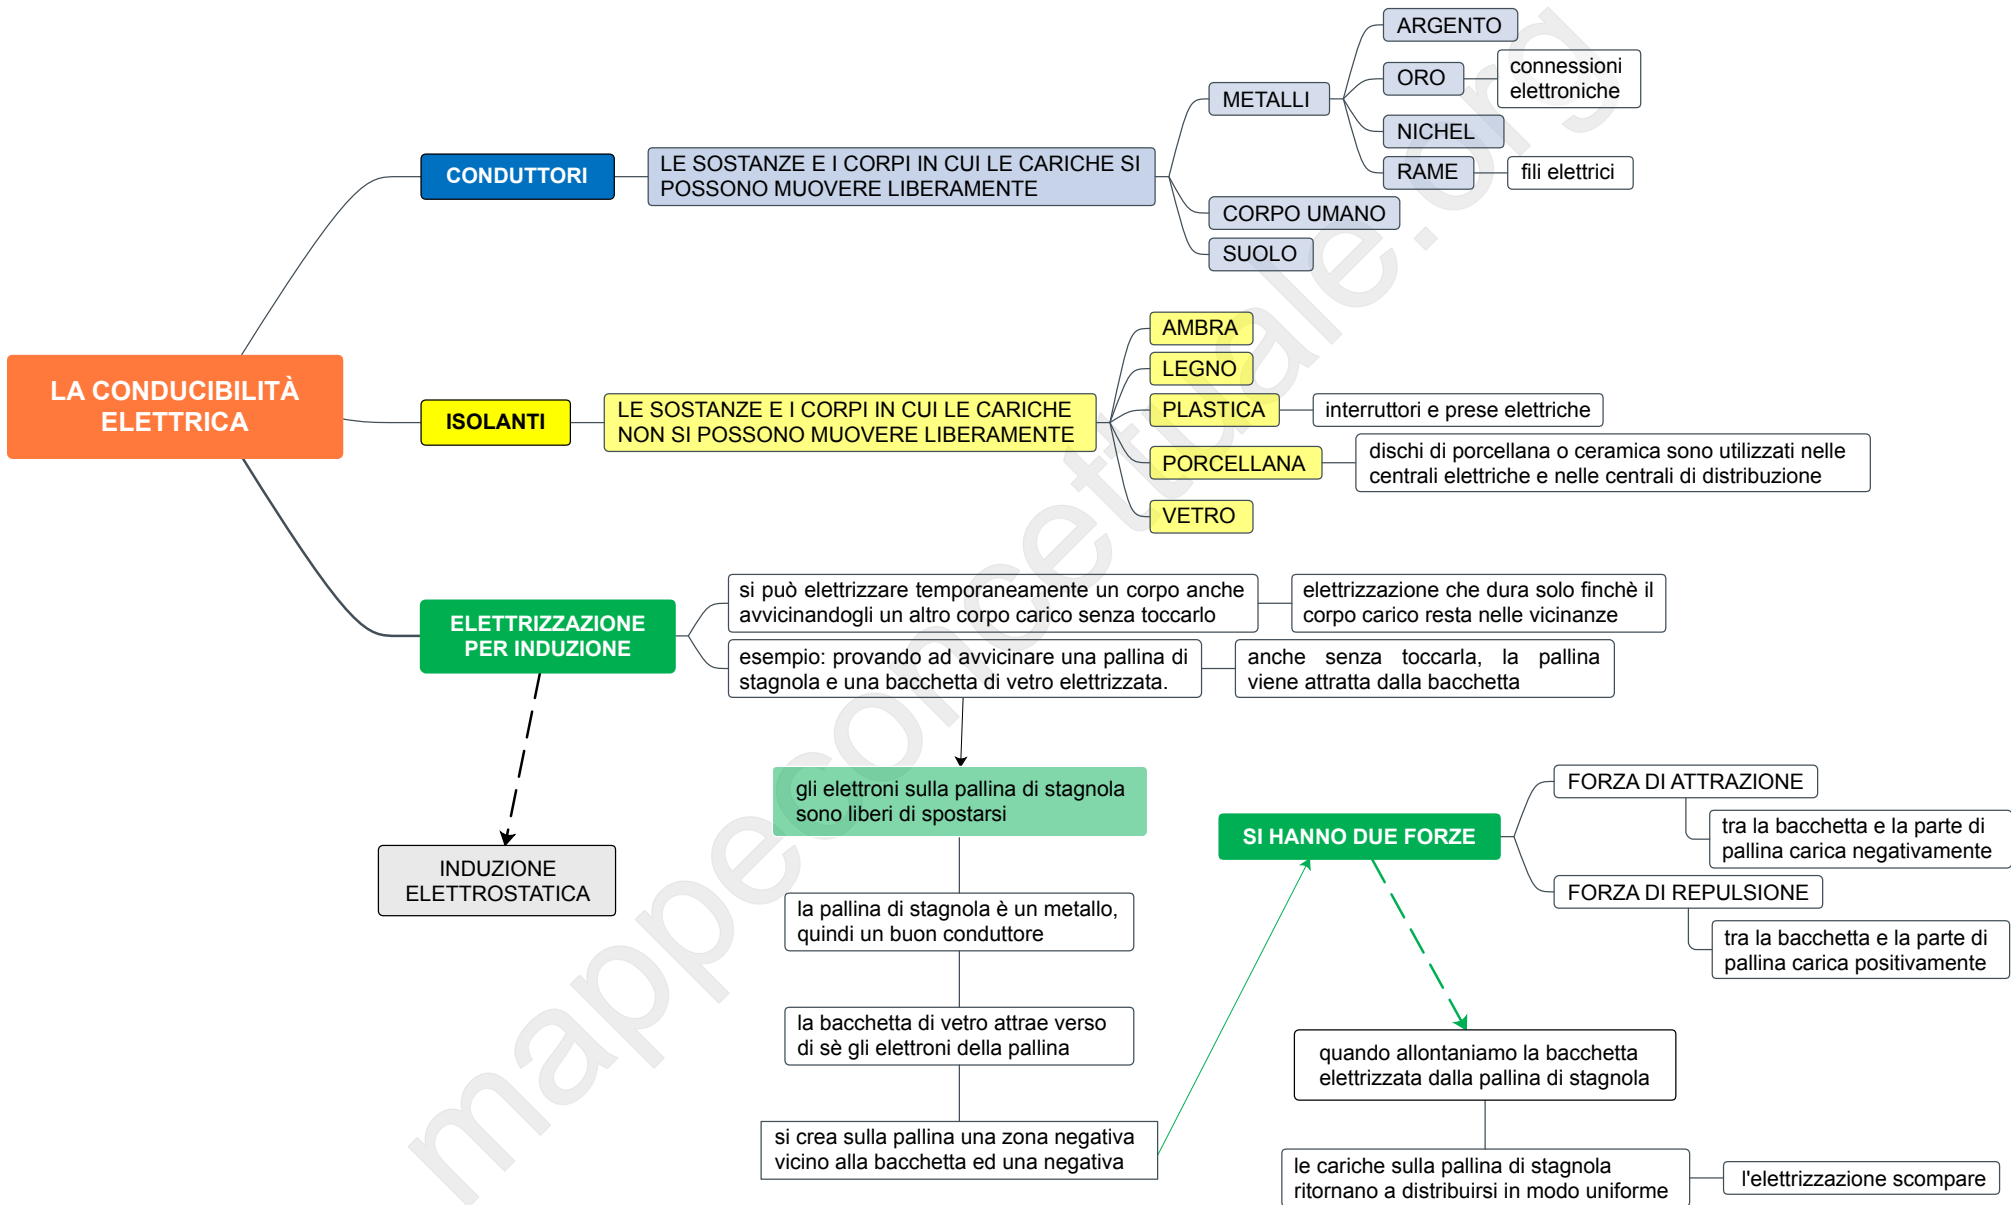 LA CONDUCIBILITÀ
ELETTRICA
CONDUTTORI
LE SOSTANZE E I CORPI IN CUI LE CARICHE SI
POSSONO MUOVERE LIBERAMENTE
METALLI
ARGENTO
ORO
connessioni
elettroniche
NICHEL
RAME
fili elettrici
CORPO UMANO
SUOLO
ISOLANTI
LE SOSTANZE E I CORPI IN CUI LE CARICHE
NON SI POSSONO MUOVERE LIBERAMENTE
AMBRA
LEGNO
PLASTICA
interruttori e prese elettriche
PORCELLANA
dischi di porcellana o ceramica sono utilizzati nelle
centrali elettriche e nelle centrali di distribuzione
VETRO
ELETTRIZZAZIONE
PER INDUZIONE
si può elettrizzare temporaneamente un corpo anche
avvicinandogli un altro corpo carico senza toccarlo
elettrizzazione che dura solo finchè il
corpo carico resta nelle vicinanze
esempio: provando ad avvicinare una pallina di
stagnola e una bacchetta di vetro elettrizzata.
anche senza toccarla, la pallina
viene attratta dalla bacchetta
INDUZIONE
ELETTROSTATICA
gli elettroni sulla pallina di stagnola
sono liberi di spostarsi
la pallina di stagnola è un metallo,
quindi un buon conduttore
la bacchetta di vetro attrae verso
di sè gli elettroni della pallina
si crea sulla pallina una zona negativa
vicino alla bacchetta ed una negativa
SI HANNO DUE FORZE
FORZA DI ATTRAZIONE
tra la bacchetta e la parte di
pallina carica negativamente
FORZA DI REPULSIONE
tra la bacchetta e la parte di
pallina carica positivamente
quando allontaniamo la bacchetta
elettrizzata dalla pallina di stagnola
le cariche sulla pallina di stagnola
ritornano a distribuirsi in modo uniforme
l'elettrizzazione scompare
mappeconcettuale.org